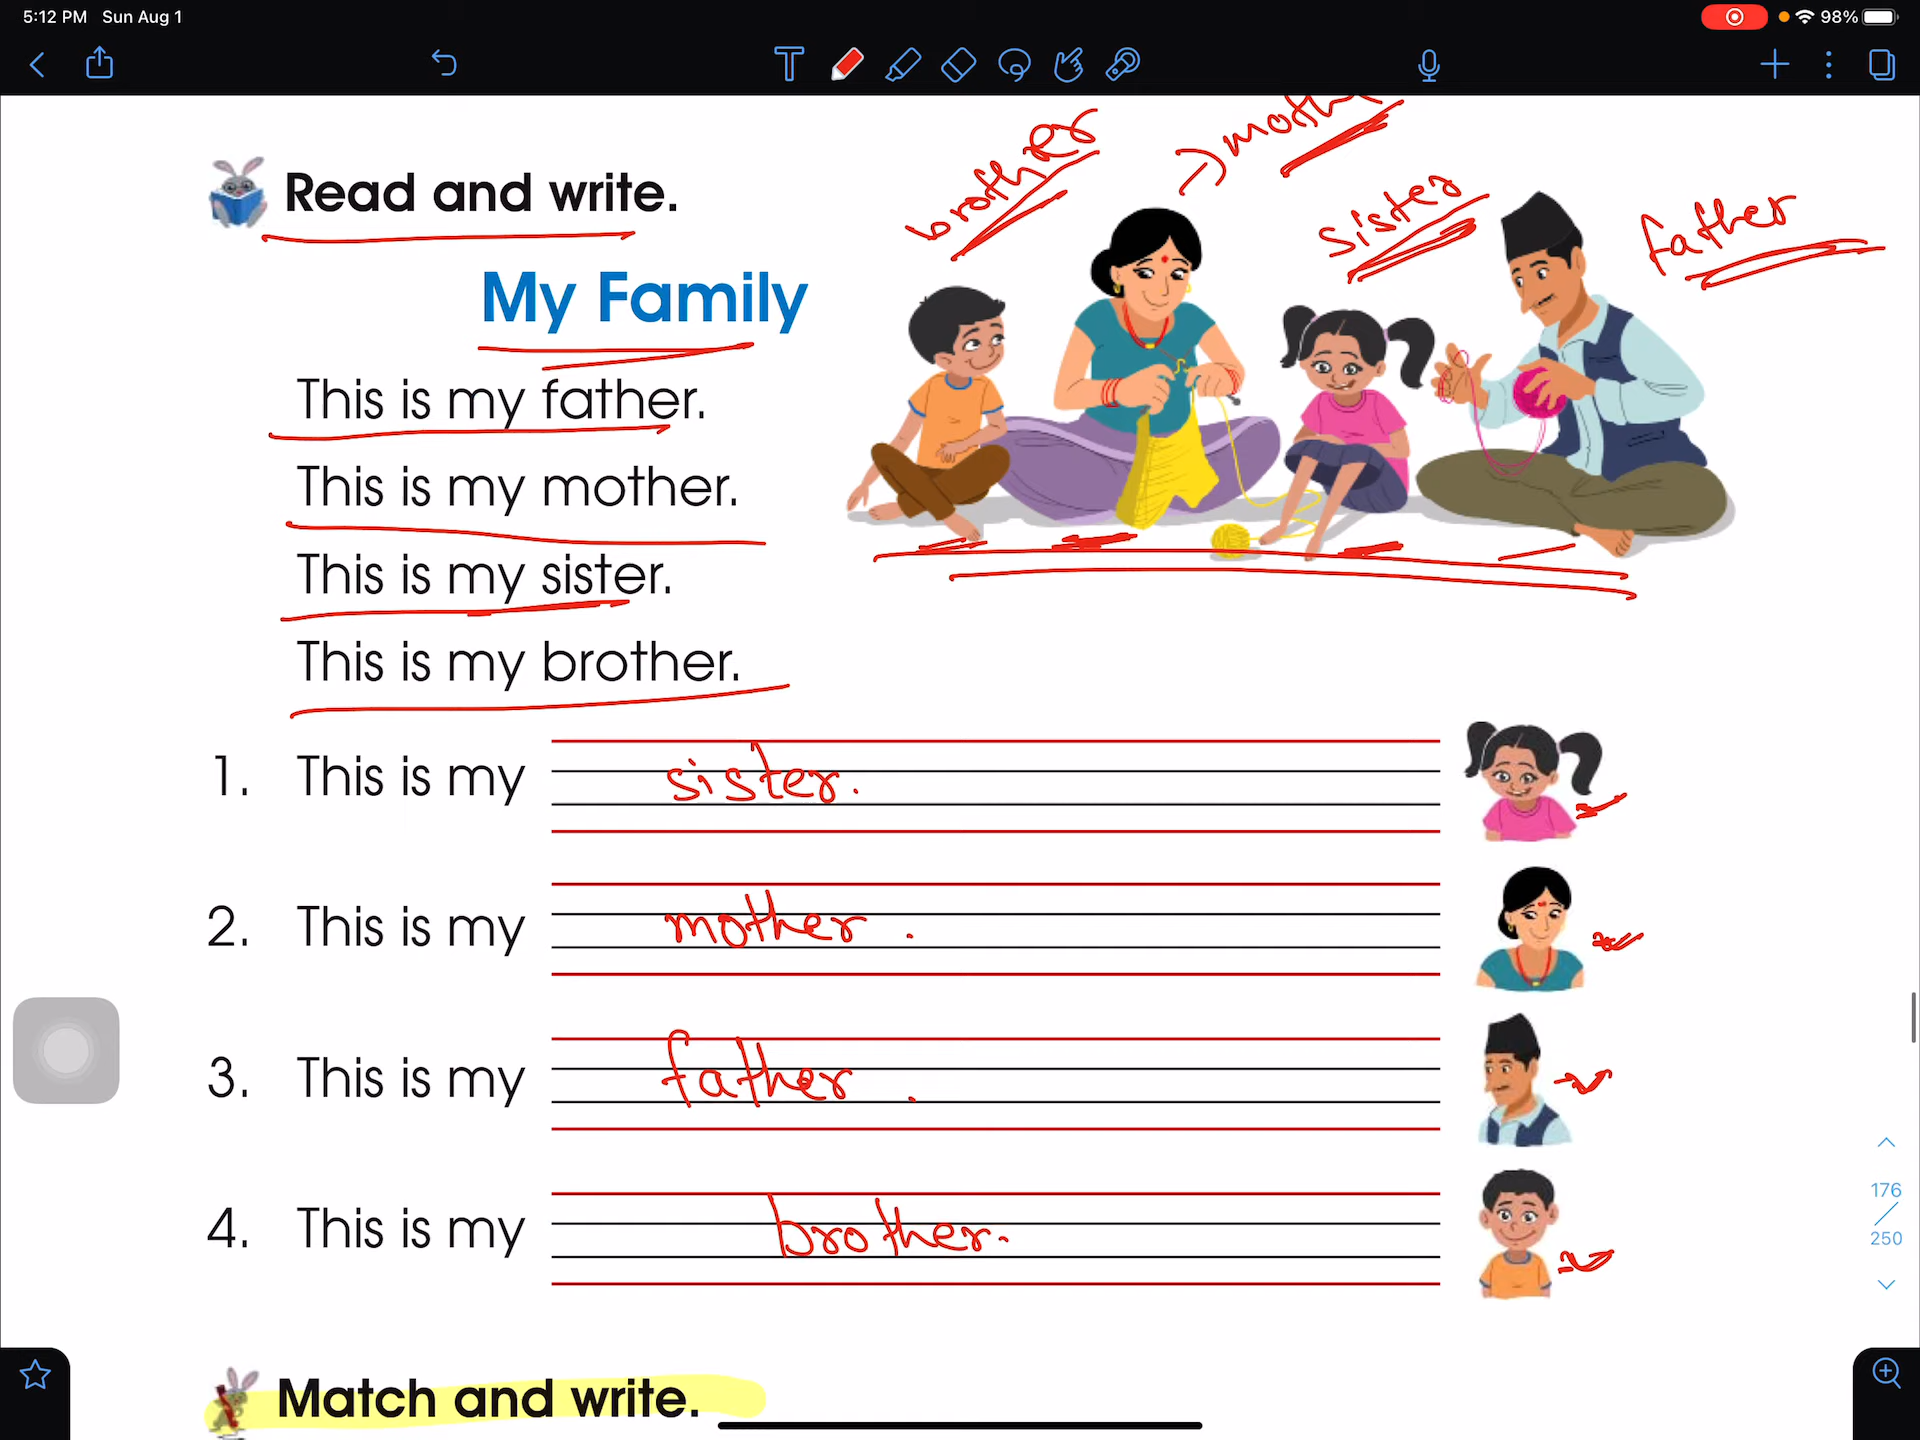 5:12 PM Sun Aug 1
98%
brother
sister
father
Read and write.
My Family
This is my father.
This is my mother.
This is my sister.
This is my brother.
1. This is my sister.
2. This is my mother.
3. This is my father.
4. This is my brother.
176
250
Match and write.